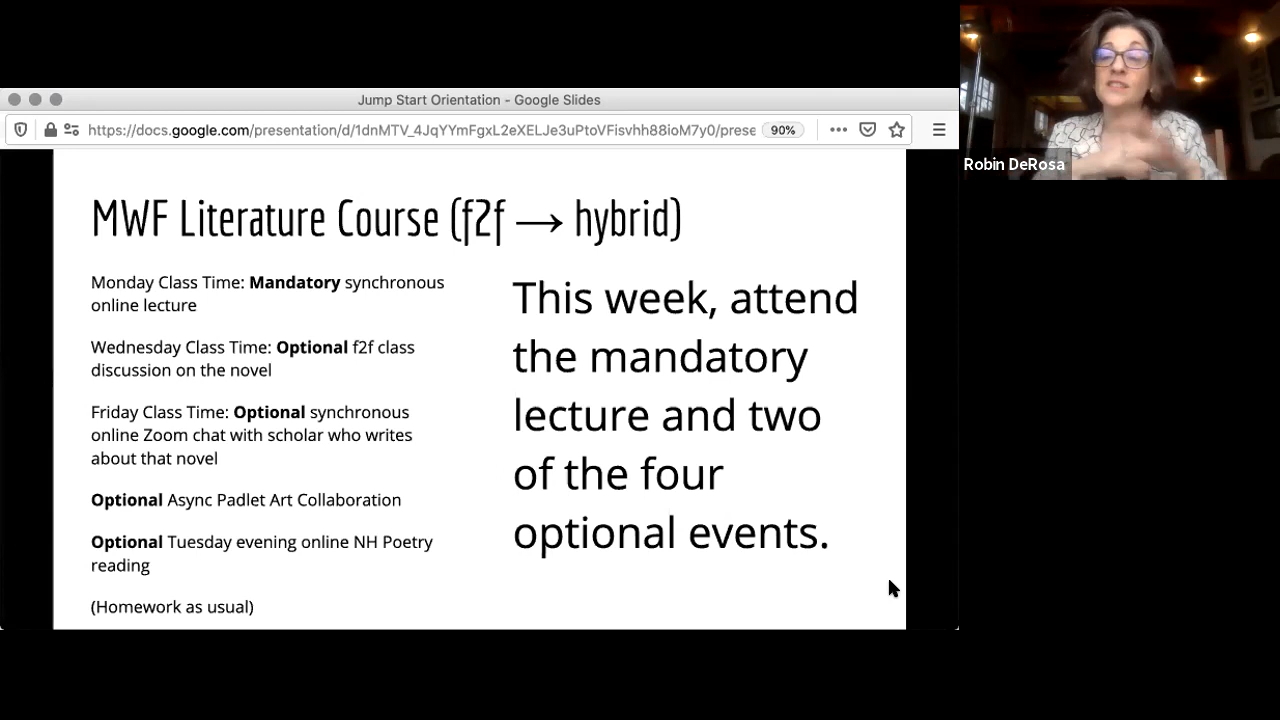 Jump Start Orientation - Google Slides
https://docs.google.com/presentation/d/1dnMTV_4JqYYmFgxL2eXELJe3uPtoVFisvhh88ioM7y0/prese 90%
Robin DeRosa
MWF Literature Course (f2f → hybrid)
Monday Class Time: Mandatory synchronous
online lecture
Wednesday Class Time: Optional f2f class
discussion on the novel
Friday Class Time: Optional synchronous
online Zoom chat with scholar who writes
about that novel
Optional Async Padlet Art Collaboration
Optional Tuesday evening online NH Poetry
reading
(Homework as usual)
This week, attend
the mandatory
lecture and two
of the four
optional events.